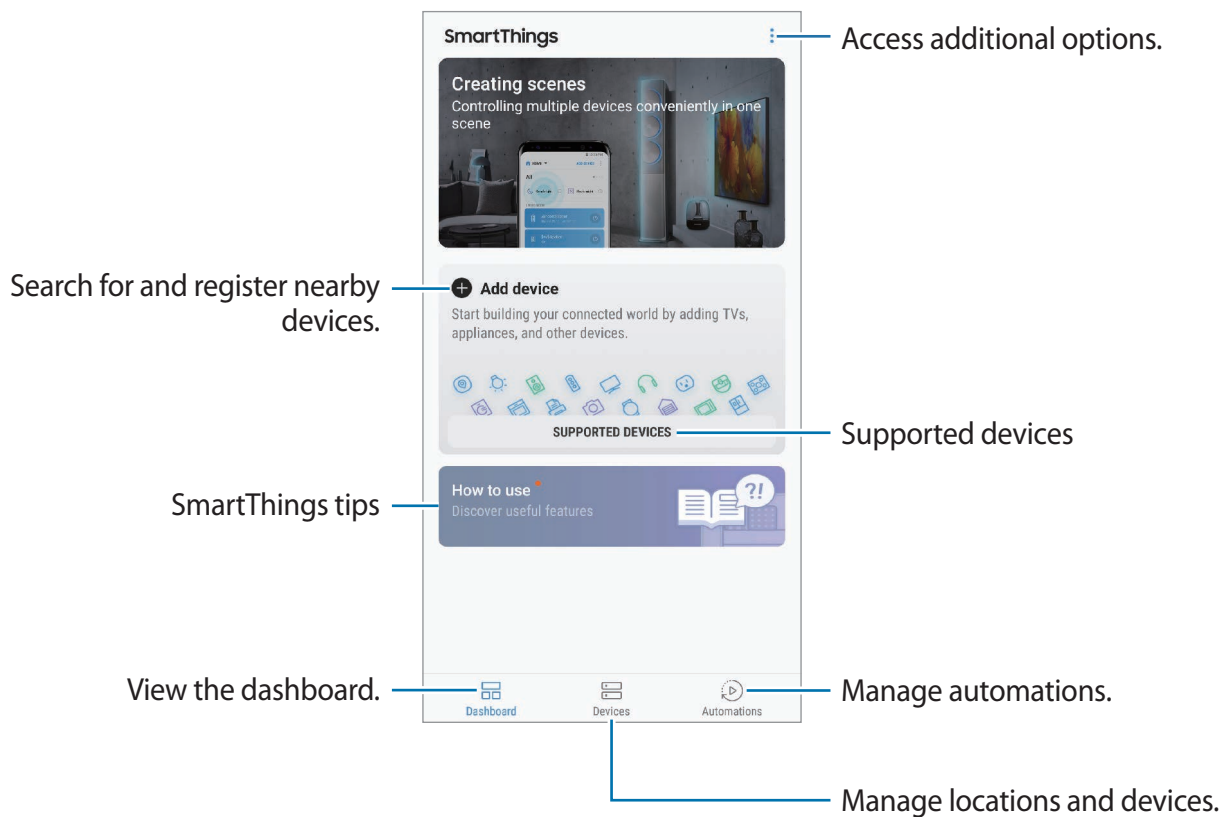 SmartThings
Access additional options.
Creating scenes
Controlling multiple devices conveniently in one
scene
All
Search for and register nearby
devices.
Add device
Start building your connected world by adding TVs,
appliances, and other devices.
SUPPORTED DEVICES
Supported devices
SmartThings tips
How to use
Discover useful features
?!
View the dashboard.
Dashboard
Devices
Automations
Manage automations.
Manage locations and devices.